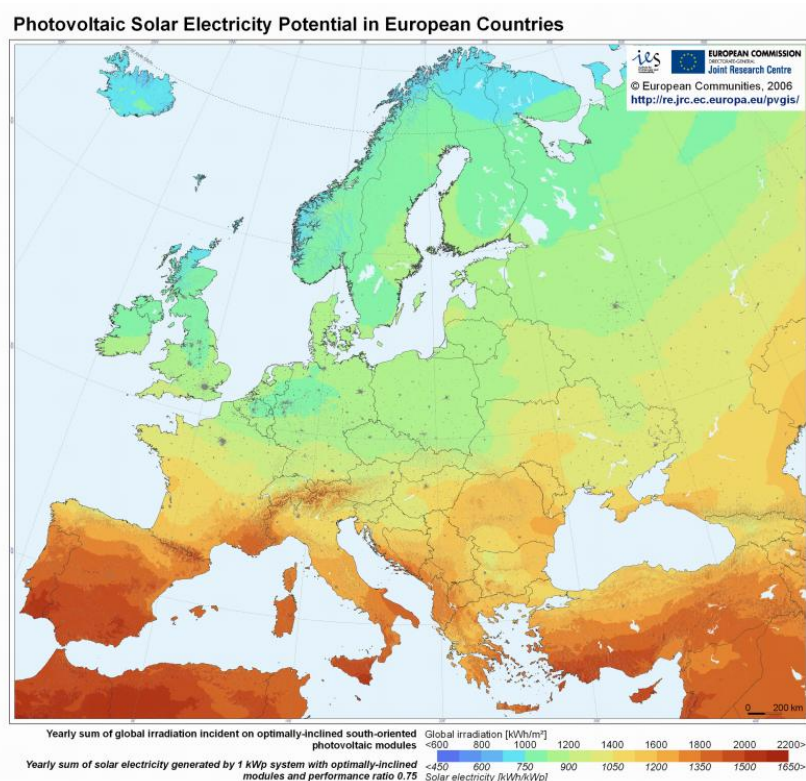 Photovoltaic Solar Electricity Potential in European Countries
ies
EUROPEAN COMMISSION
DIRECTORATE-GENERAL
Joint Research Centre
© European Communities, 2006
http://re.jrc.ec.europa.eu/pvgis/
0 200 km
Yearly sum of global irradiation incident on optimally-inclined south-oriented
photovoltaic modules
Yearly sum of solar electricity generated by 1 kWp system with optimally-inclined
modules and performance ratio 0.75
Global irradiation [kWh/m²]
<600 800 1000 1200 1400 1600 1800 2000 2200>
<450 600 750 900 1050 1200 1350 1500 1650>
Solar electricity [kWh/kWp]